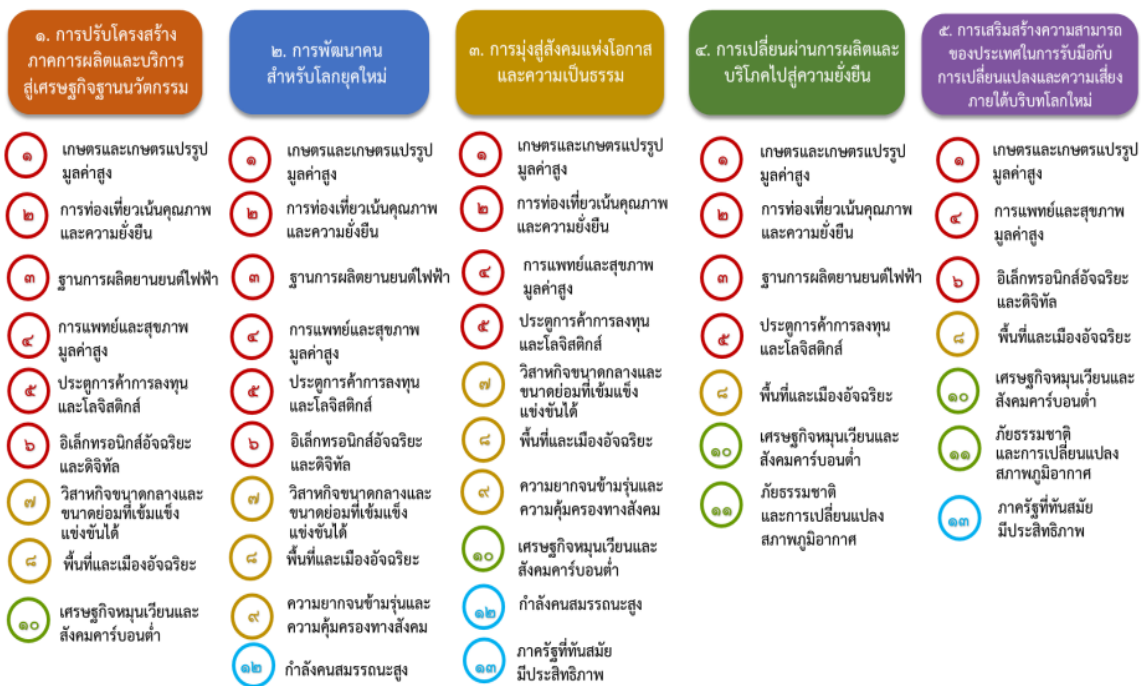 ๑. การปรับโครงสร้าง
ภาคการผลิตและบริการ
สู่เศรษฐกิจฐานนวัตกรรม
๑
เกษตรและเกษตรแปรรูป
มูลค่าสูง
๒
การท่องเที่ยวเน้นคุณภาพ
และความยั่งยืน
๓
ฐานการผลิตยานยนต์ไฟฟ้า
๔
การแพทย์และสุขภาพ
มูลค่าสูง
๕
ประตูการค้าการลงทุน
และโลจิสติกส์
๖
อิเล็กทรอนิกส์อัจฉริยะ
และดิจิทัล
๗
วิสาหกิจขนาดกลางและ
ขนาดย่อมที่เข้มแข็ง
แข่งขันได้
๘
พื้นที่และเมืองอัจฉริยะ
๑๐
เศรษฐกิจหมุนเวียนและ
สังคมคาร์บอนต่ำ
๒. การพัฒนาคน
สำหรับโลกยุคใหม่
๑
เกษตรและเกษตรแปรรูป
มูลค่าสูง
๒
การท่องเที่ยวเน้นคุณภาพ
และความยั่งยืน
๓
ฐานการผลิตยานยนต์ไฟฟ้า
๔
การแพทย์และสุขภาพ
มูลค่าสูง
๕
ประตูการค้าการลงทุน
และโลจิสติกส์
๖
อิเล็กทรอนิกส์อัจฉริยะ
และดิจิทัล
๗
วิสาหกิจขนาดกลางและ
ขนาดย่อมที่เข้มแข็ง
แข่งขันได้
๘
พื้นที่และเมืองอัจฉริยะ
๙
ความยากจนข้ามรุ่นและ
ความคุ้มครองทางสังคม
๑๒
กำลังคนสมรรถนะสูง
๓. การมุ่งสู่สังคมแห่งโอกาส
และความเป็นธรรม
๑
เกษตรและเกษตรแปรรูป
มูลค่าสูง
๒
การท่องเที่ยวเน้นคุณภาพ
และความยั่งยืน
๔
การแพทย์และสุขภาพ
มูลค่าสูง
๕
ประตูการค้าการลงทุน
และโลจิสติกส์
๗
วิสาหกิจขนาดกลางและ
ขนาดย่อมที่เข้มแข็ง
แข่งขันได้
๘
พื้นที่และเมืองอัจฉริยะ
๙
ความยากจนข้ามรุ่นและ
ความคุ้มครองทางสังคม
๑๐
เศรษฐกิจหมุนเวียนและ
สังคมคาร์บอนต่ำ
๑๒
กำลังคนสมรรถนะสูง
๑๓
ภาครัฐที่ทันสมัย
มีประสิทธิภาพ
๔. การเปลี่ยนผ่านการผลิตและ
บริโภคไปสู่ความยั่งยืน
๑
เกษตรและเกษตรแปรรูป
มูลค่าสูง
๒
การท่องเที่ยวเน้นคุณภาพ
และความยั่งยืน
๓
ฐานการผลิตยานยนต์ไฟฟ้า
๕
ประตูการค้าการลงทุน
และโลจิสติกส์
๘
พื้นที่และเมืองอัจฉริยะ
๑๐
เศรษฐกิจหมุนเวียนและ
สังคมคาร์บอนต่ำ
๑๑
ภัยธรรมชาติ
และการเปลี่ยนแปลง
สภาพภูมิอากาศ
๕. การเสริมสร้างความสามารถ
ของประเทศในการรับมือกับ
การเปลี่ยนแปลงและความเสี่ยง
ภายใต้บริบทโลกใหม่
๑
เกษตรและเกษตรแปรรูป
มูลค่าสูง
๔
การแพทย์และสุขภาพ
มูลค่าสูง
๖
อิเล็กทรอนิกส์อัจฉริยะ
และดิจิทัล
๘
พื้นที่และเมืองอัจฉริยะ
๑๐
เศรษฐกิจหมุนเวียนและ
สังคมคาร์บอนต่ำ
๑๑
ภัยธรรมชาติ
และการเปลี่ยนแปลง
สภาพภูมิอากาศ
๑๓
ภาครัฐที่ทันสมัย
มีประสิทธิภาพ